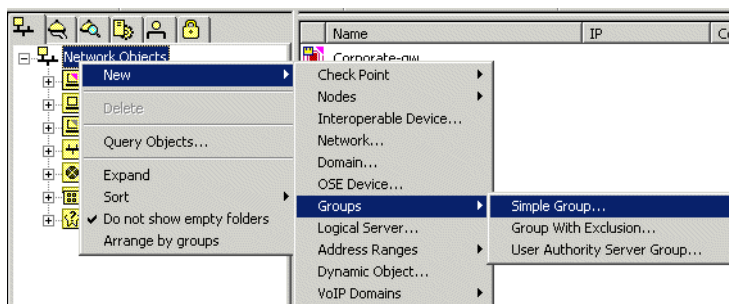 Name IP
Network Objects
Corporate-gw
New
Delete
Query Objects...
Expand
Sort
Do not show empty folders
Arrange by groups
Check Point
Nodes
Interoperable Device...
Network...
Domain...
OSE Device...
Groups
Logical Server...
Address Ranges
Dynamic Object...
VoIP Domains
Simple Group...
Group With Exclusion...
User Authority Server Group...